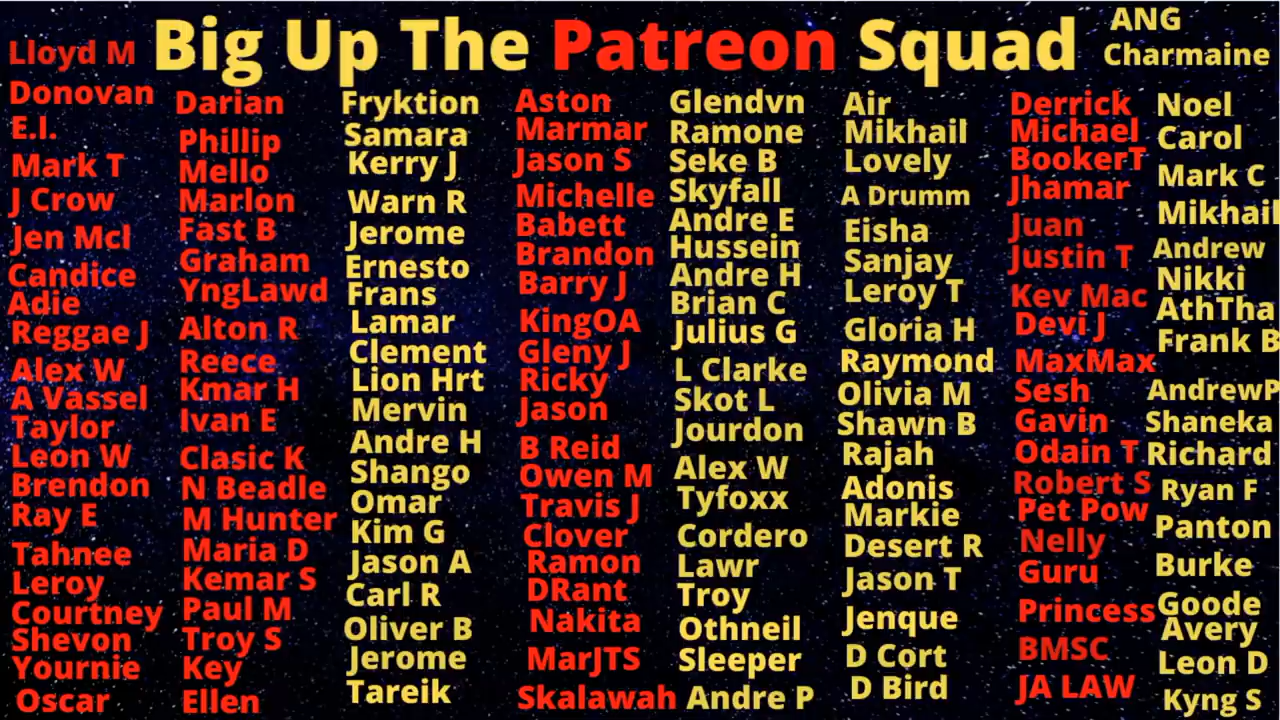 Big Up The Patreon Squad
Lloyd M
Donovan
E.I.
Mark T
J Crow
Jen Mcl
Candice
Adie
Reggae J
Alex W
A Vassel
Taylor
Leon W
Brendon
Ray E
Tahnee
Leroy
Courtney
Shevon
Yournie
Oscar
Darian
Phillip
Mello
Marlon
Fast B
Graham
YngLawd
Alton R
Reece
Kmar H
Ivan E
Clasic K
N Beadle
M Hunter
Maria D
Kemar S
Paul M
Troy S
Key
Ellen
Fryktion
Samara
Kerry J
Warn R
Jerome
Ernesto
Frans
Lamar
Clement
Lion Hrt
Mervin
Andre H
Shango
Omar
Kim G
Jason A
Carl R
Oliver B
Jerome
Tareik
Aston
Marmar
Jason S
Michelle
Babett
Brandon
Barry J
KingOA
Gleny J
Ricky
Jason
B Reid
Owen M
Travis J
Clover
Ramon
DRant
Nakita
MarJTS
Skalawah
Glendvn
Ramone
Seke B
Skyfall
Andre E
Hussein
Andre H
Brian C
Julius G
L Clarke
Skot L
Jourdon
Alex W
Tyfoxx
Cordero
Lawr
Troy
Othneil
Sleeper
Andre P
Air
Mikhail
Lovely
A Drumm
Eisha
Sanjay
Leroy T
Gloria H
Raymond
Olivia M
Shawn B
Rajah
Adonis
Markie
Desert R
Jason T
Jenque
D Cort
D Bird
Derrick
Michael
BookerT
Jhamar
Juan
Justin T
Kev Mac
Devi J
MaxMax
Sesh
Gavin
Odain T
Robert S
Pet Pow
Nelly
Guru
Princess
BMSC
JA LAW
ANG
Charmaine
Noel
Carol
Mark C
Mikhail
Andrew
Nikki
AthTha
Frank B
AndrewP
Shaneka
Richard
Ryan F
Panton
Burke
Goode
Avery
Leon D
Kyng S